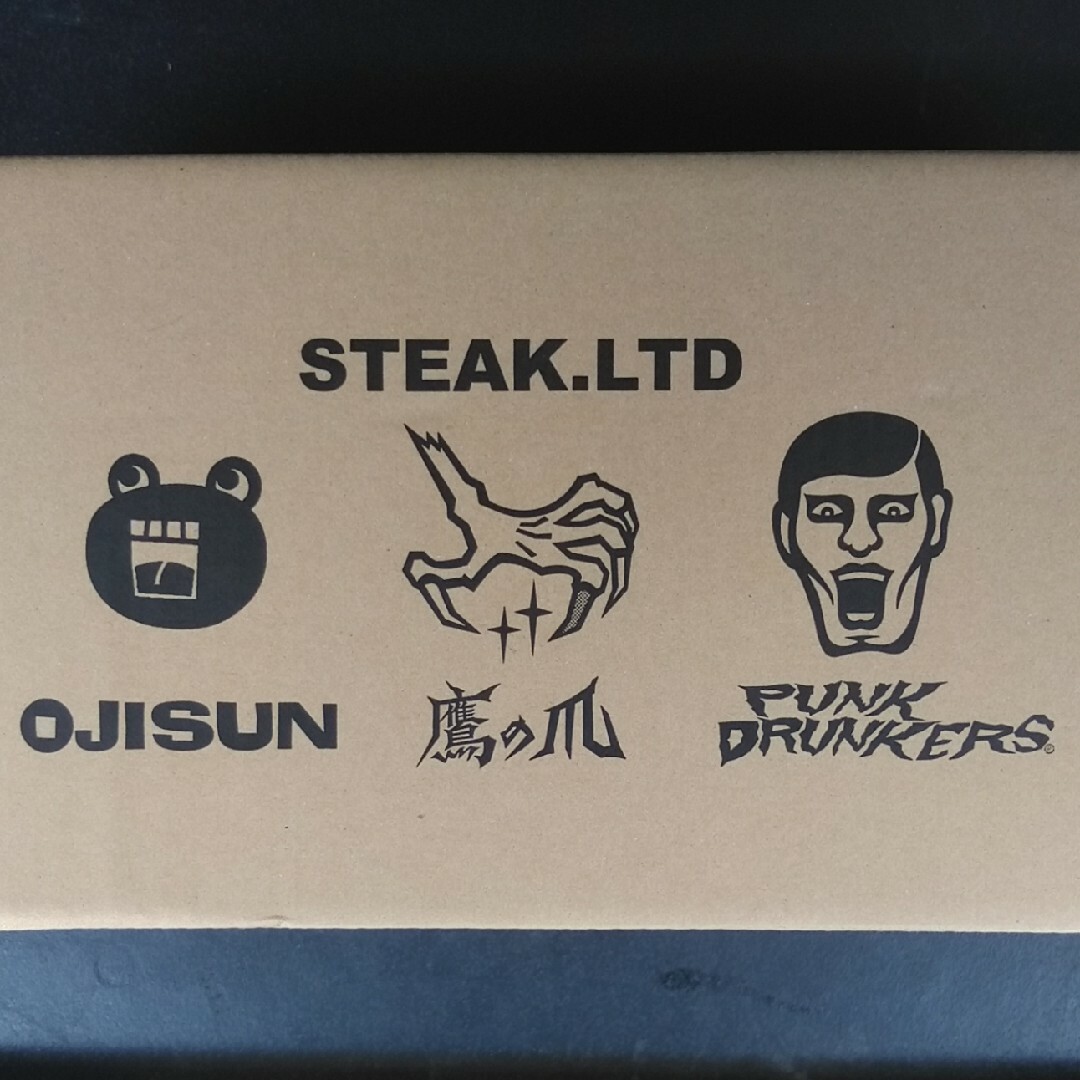 STEAK.LTD
OJISUN
鷹の爪
PUNK
DRUNKERS®